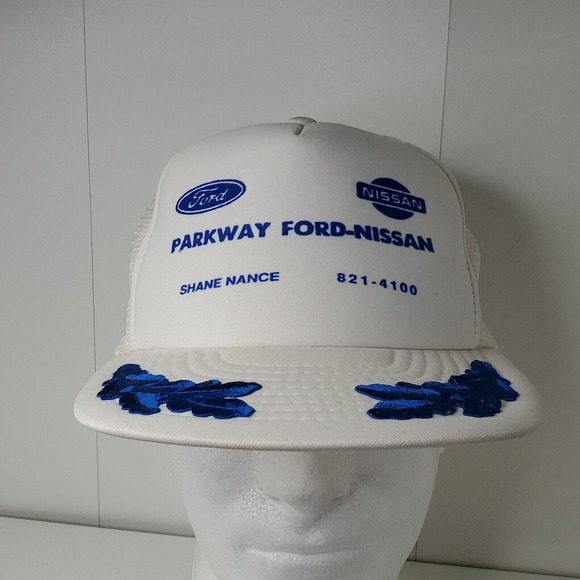 Ford NISSAN
PARKWAY FORD-NISSAN
SHANE NANCE 821-4100